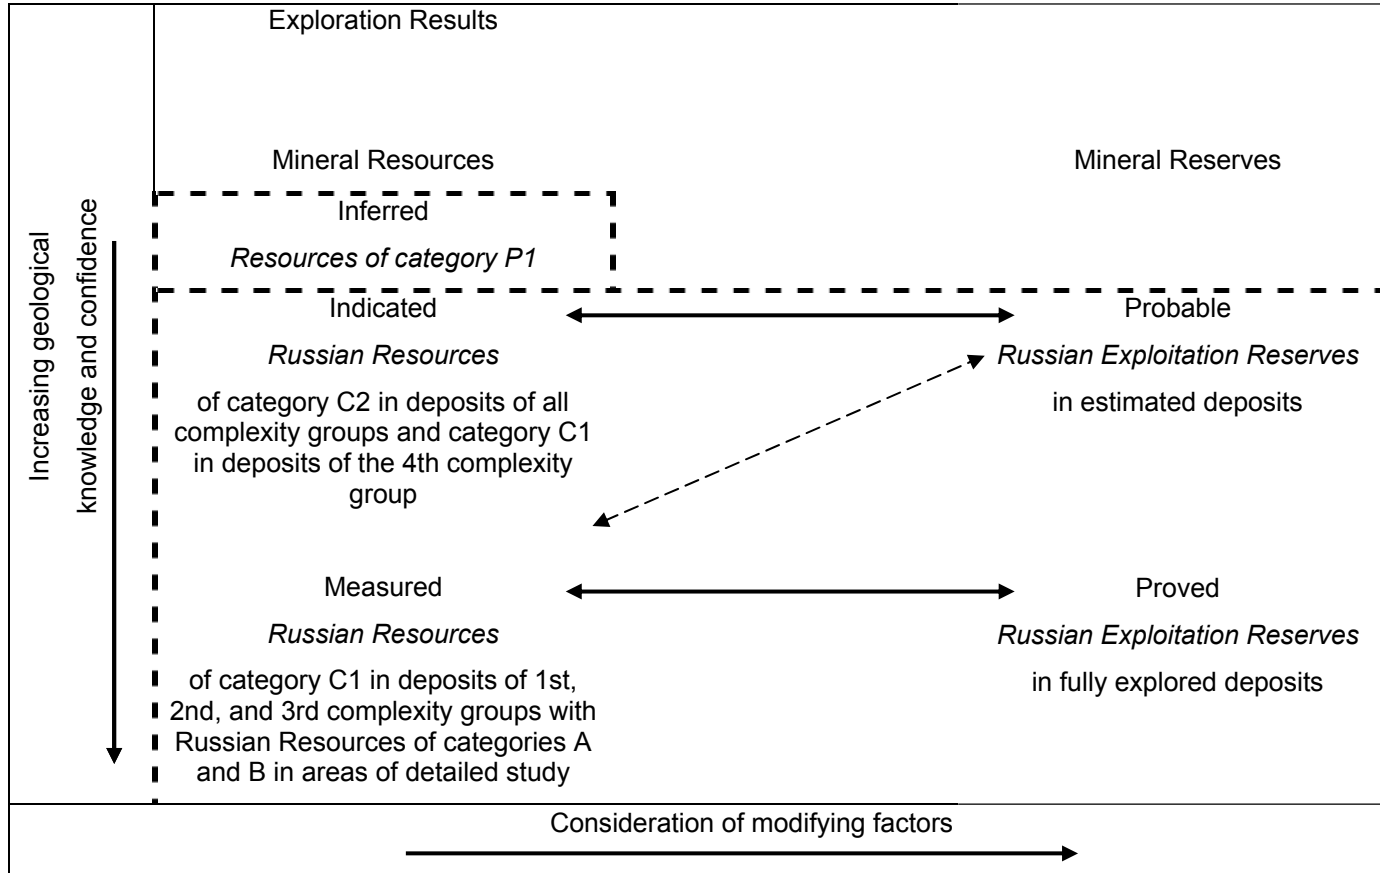 Exploration Results
Mineral Resources
Mineral Reserves
Increasing geological
knowledge and confidence
Inferred
Resources of category P1
Indicated
Russian Resources
of category C2 in deposits of all
complexity groups and category C1
in deposits of the 4th complexity
group
Probable
Russian Exploitation Reserves
in estimated deposits
Measured
Russian Resources
of category C1 in deposits of 1st,
2nd, and 3rd complexity groups with
Russian Resources of categories A
and B in areas of detailed study
Proved
Russian Exploitation Reserves
in fully explored deposits
Consideration of modifying factors